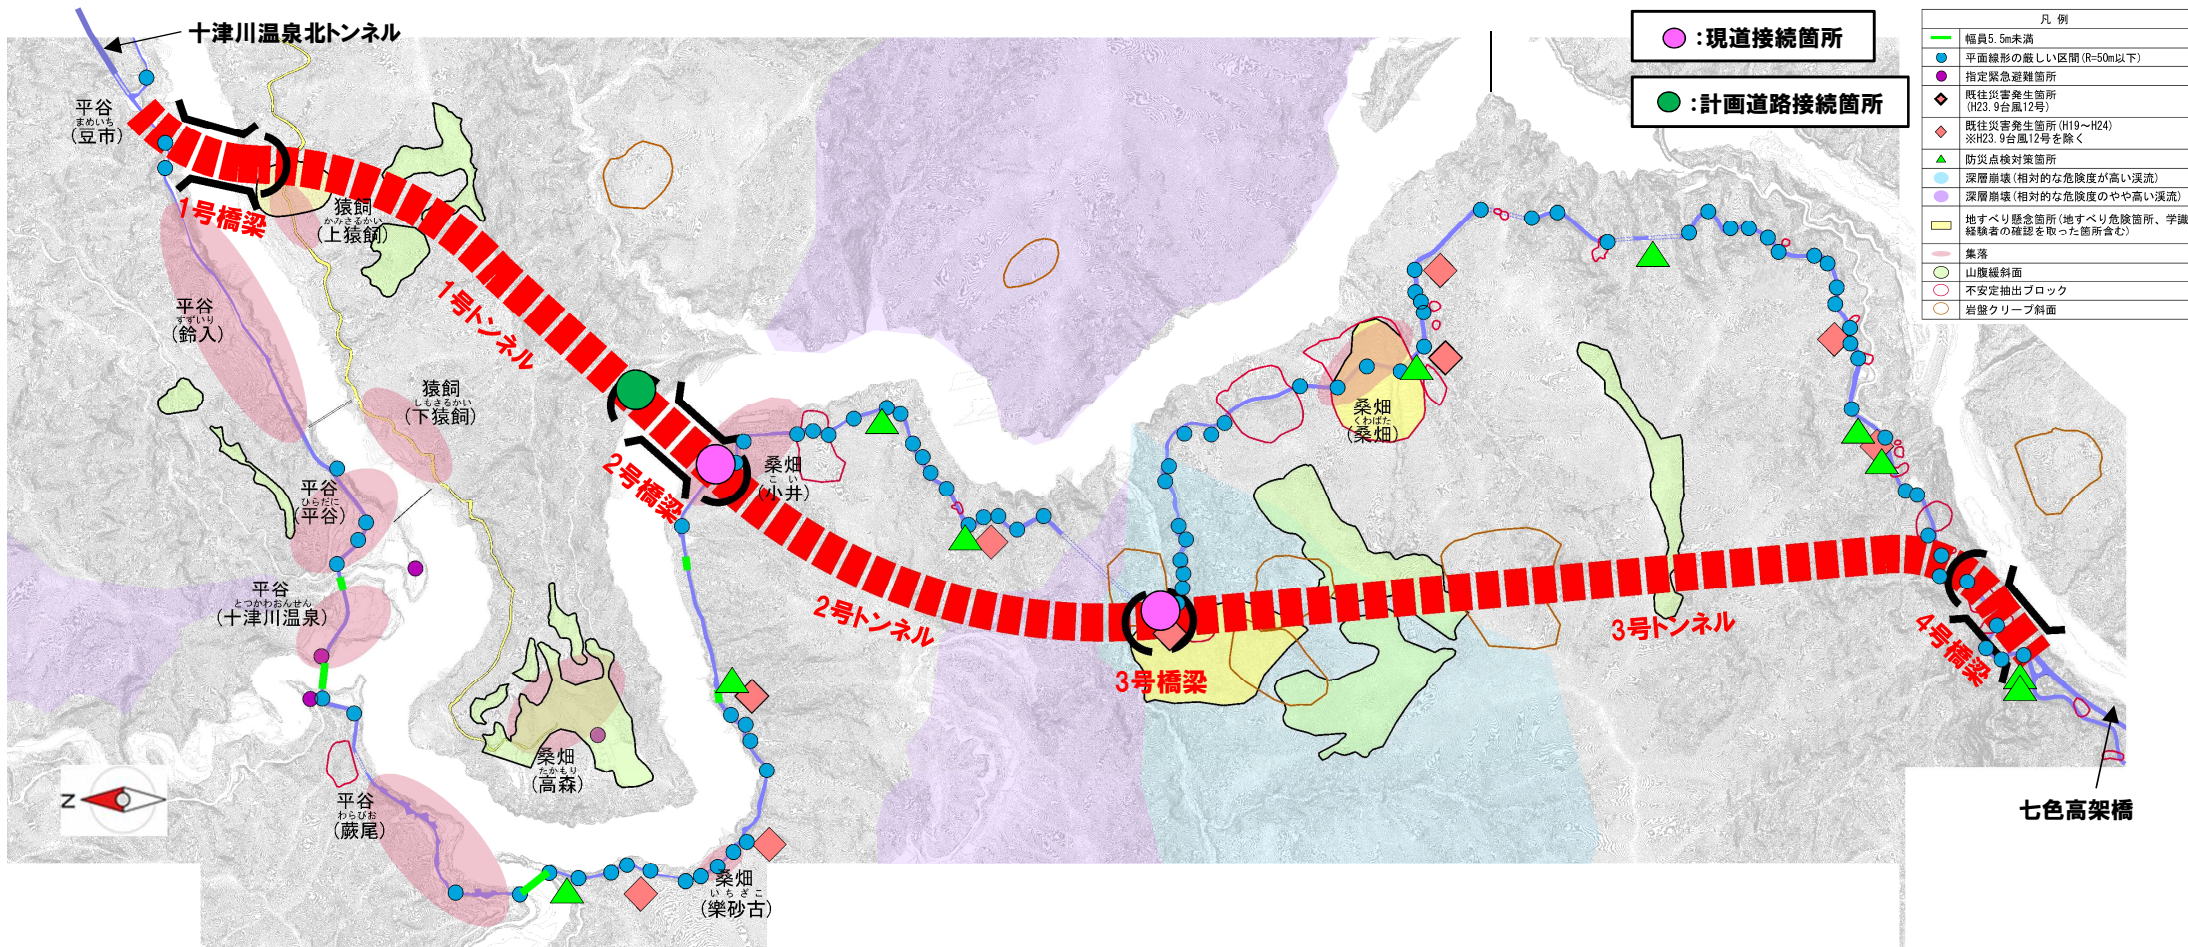 十津川温泉北トンネル
：現道接続箇所
：計画道路接続箇所
凡 例
幅員5.5m未満
平面線形の厳しい区間(R=50m以下)
指定緊急避難箇所
既往災害発生箇所
(H23.9台風12号)
既往災害発生箇所(H19～H24)
※H23.9台風12号を除く
防災点検対策箇所
深層崩壊(相対的な危険度が高い渓流)
深層崩壊(相対的な危険度のやや高い渓流)
地すべり懸念箇所(地すべり危険箇所、学識
経験者の確認を取った箇所含む)
集落
山腹緩斜面
不安定抽出ブロック
岩盤クリープ斜面
平谷
まめいち
(豆市)
1号橋梁
猿飼
かみさるかい
(上猿飼)
平谷
すずいり
(鈴入)
1号トンネル
猿飼
しもさるかい
(下猿飼)
桑畑
くわばた
(桑畑)
2号橋梁
桑畑
こい
(小井)
平谷
ひらだに
(平谷)
平谷
とつかわおんせん
(十津川温泉)
2号トンネル
3号トンネル
4号橋梁
3号橋梁
桑畑
たかもり
(高森)
平谷
わらびお
(蕨尾)
Z
七色高架橋
桑畑
いちざこ
(樂砂古)